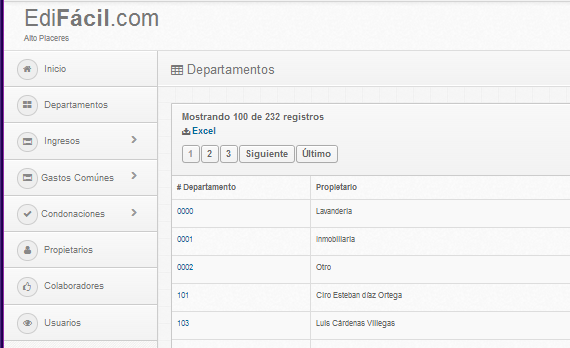 EdiFácil.com
Alto Placeres
Inicio
Departamentos
Ingresos
Gastos Comúnes
Condonaciones
Propietarios
Colaboradores
Usuarios
Departamentos
Mostrando 100 de 232 registros
Excel
1 2 3 Siguiente Último
# Departamento Propietario
0000 Lavandería
0001 Inmobiliaria
0002 Otro
101 Ciro Esteban díaz Ortega
103 Luis Cárdenas Villegas